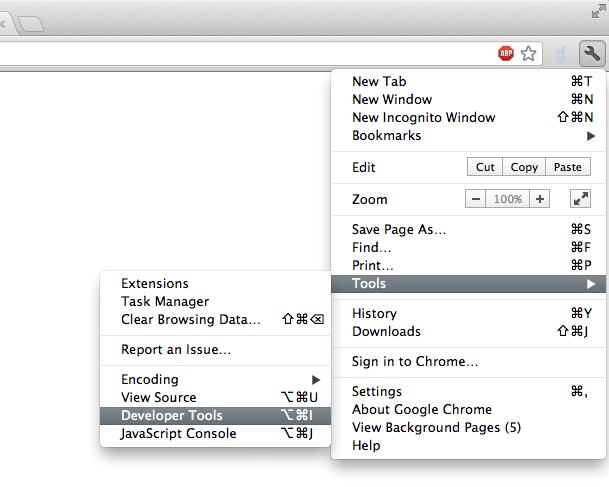 ABP
New Tab ⌘T
New Window ⌘N
New Incognito Window ⇧⌘N
Bookmarks ▶
Edit Cut Copy Paste
Zoom − 100% +
Save Page As... ⌘S
Find... ⌘F
Print... ⌘P
Tools ▶
History ⌘Y
Downloads ⇧⌘J
Sign in to Chrome...
Settings ⌘,
About Google Chrome
View Background Pages (5)
Help
Extensions
Task Manager
Clear Browsing Data... ⇧⌘⌫
Report an Issue...
Encoding ▶
View Source ⌥⌘U
Developer Tools ⌥⌘I
JavaScript Console ⌥⌘J